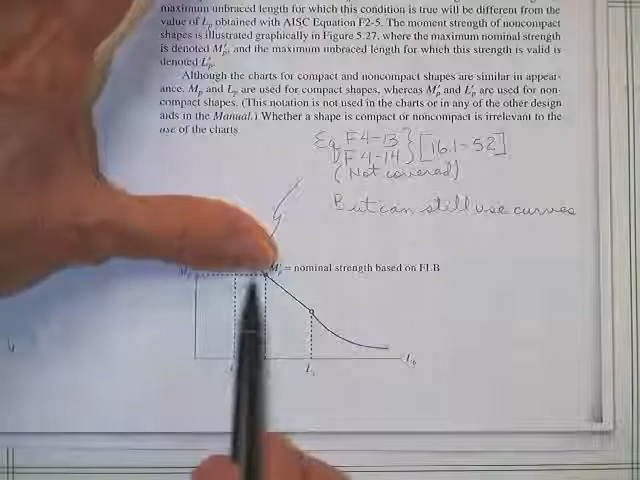 maximum unbraced length for which this condition is true will be different from the
value of Lp obtained with AISC Equation F2-5. The moment strength of noncompact
shapes is illustrated graphically in Figure 5.27, where the maximum nominal strength
is denoted M′p, and the maximum unbraced length for which this strength is valid is
denoted L′p.
Although the charts for compact and noncompact shapes are similar in appear-
ance, Mp and Lp are used for compact shapes, whereas M′p and L′p are used for non-
compact shapes. (This notation is not used in the charts or in any of the other design
aids in the Manual.) Whether a shape is compact or noncompact is irrelevant to the
use of the charts.
Eq F4-13 } [16.1-52]
F4-14
(Not covered)
But can still use curves
M′p = nominal strength based on FLB
Lb